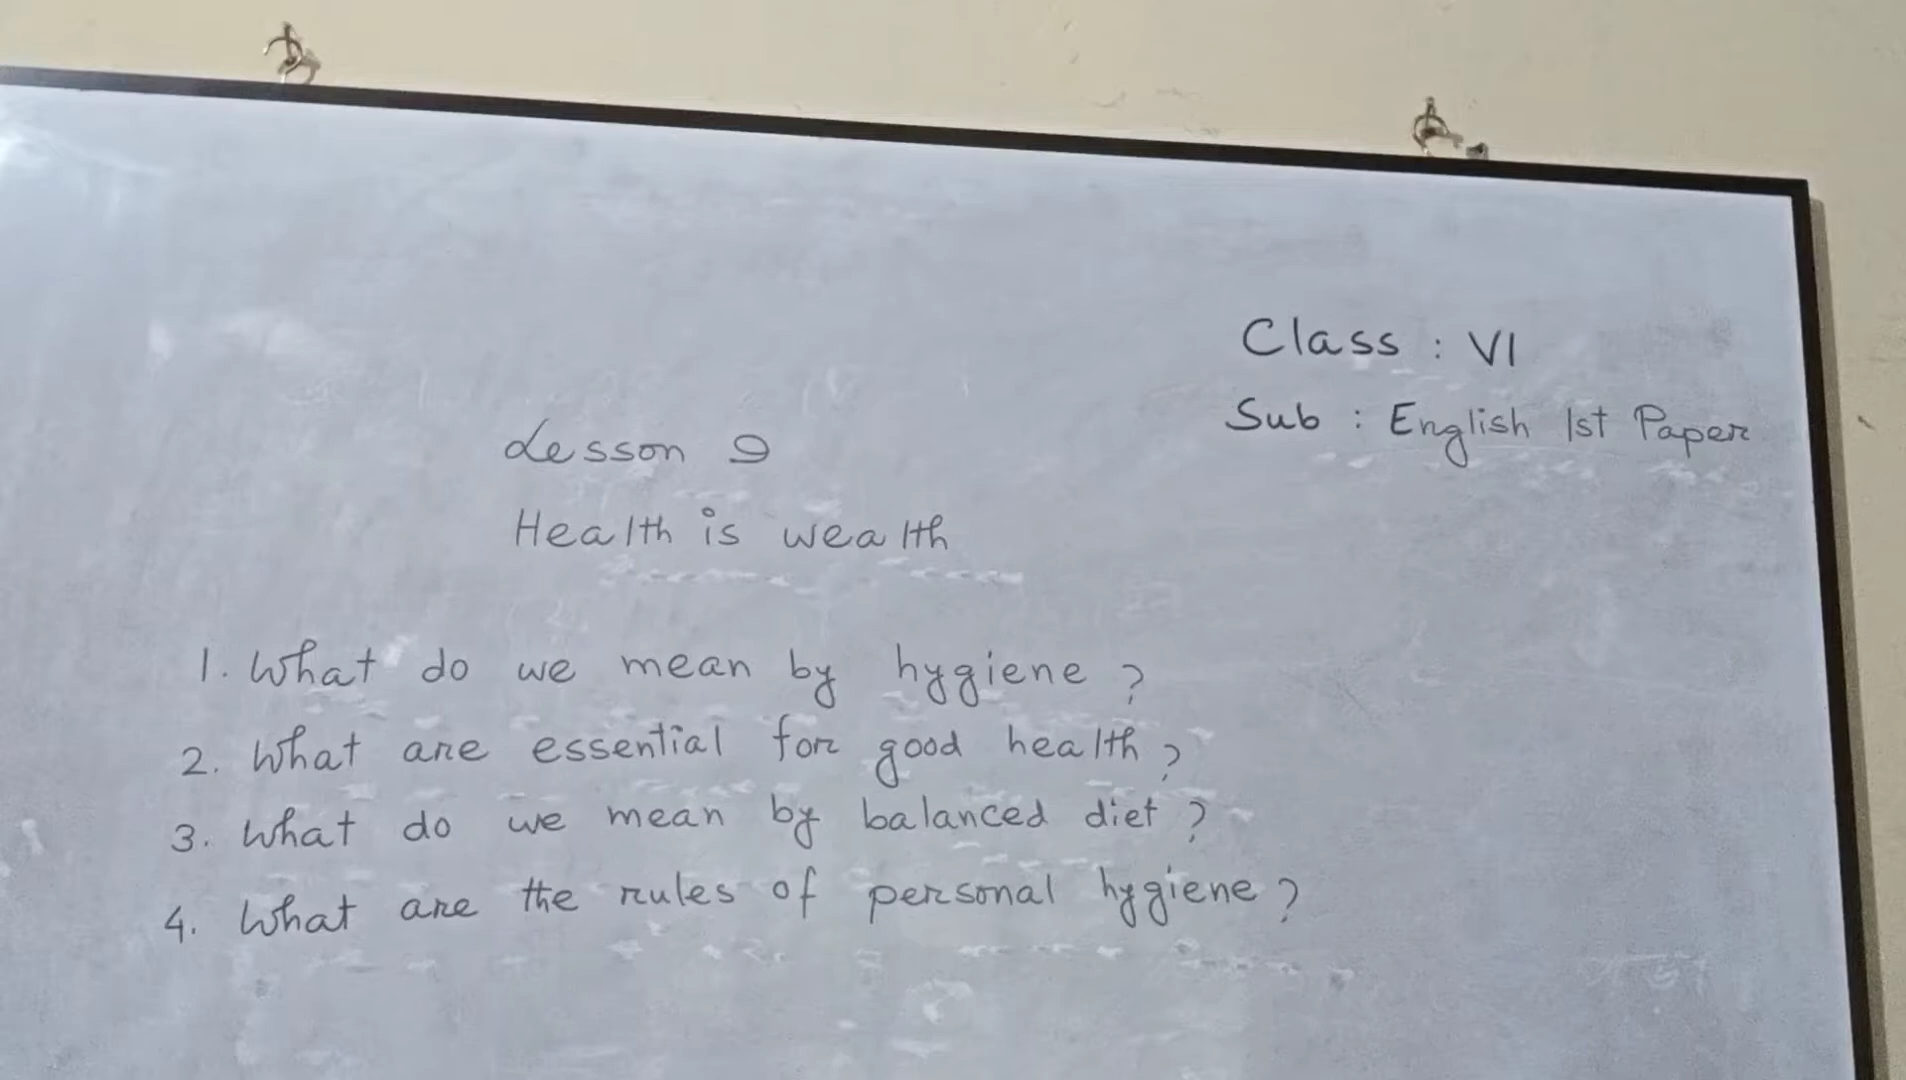 Class : VI
Sub : English 1st Paper
Lesson 9
Health is wealth
1. What do we mean by hygiene ?
2. What are essential for good health ?
3. What do we mean by balanced diet ?
4. What are the rules of personal hygiene ?